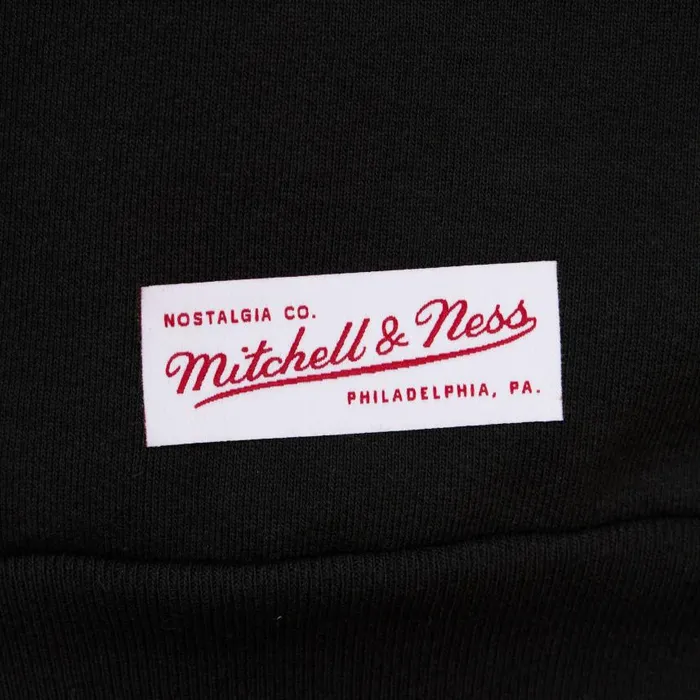 NOSTALGIA CO.
Mitchell & Ness
PHILADELPHIA, PA.